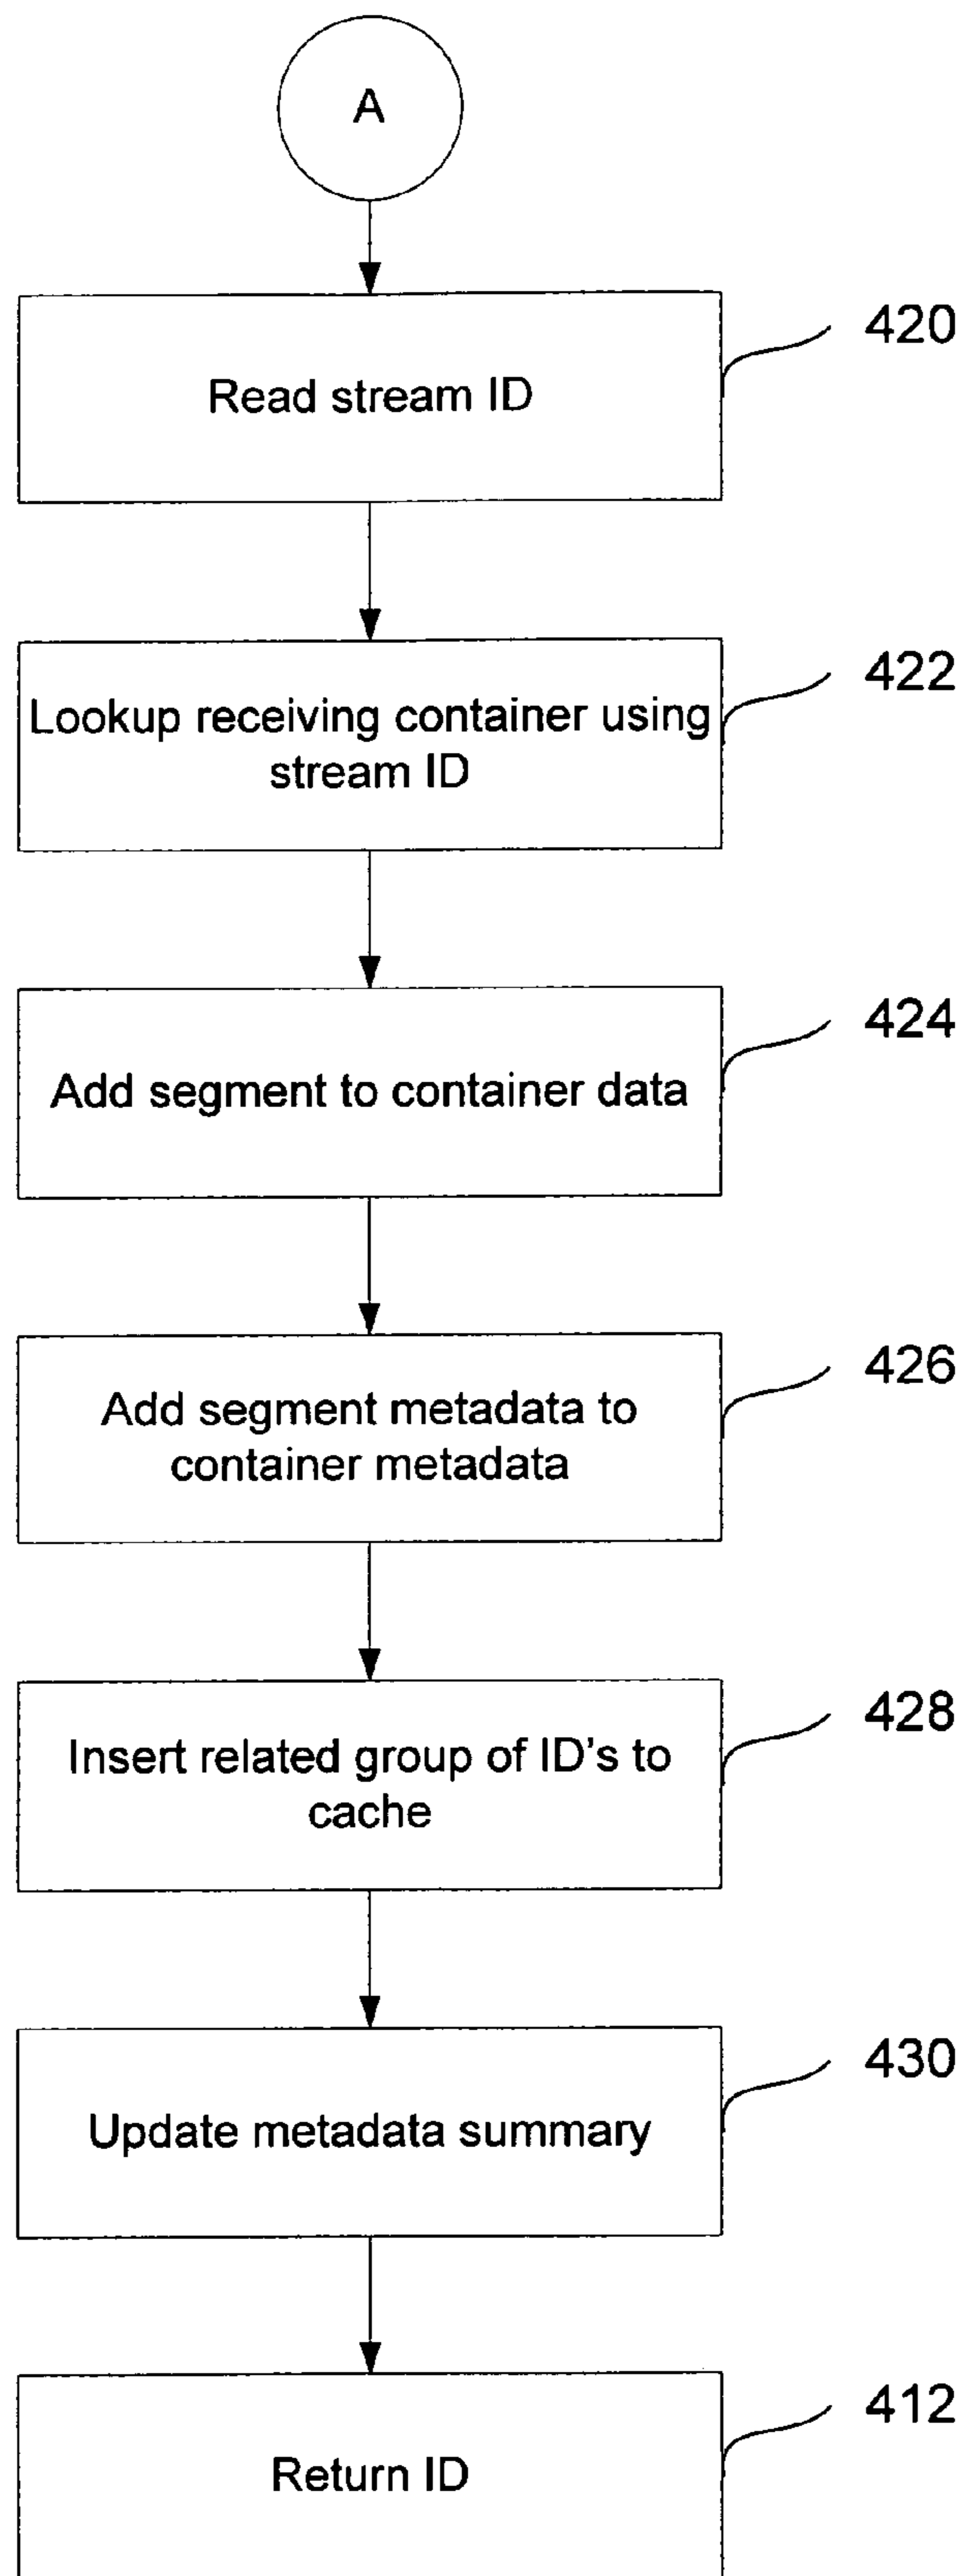 A
420
Read stream ID
422
Lookup receiving container using
stream ID
424
Add segment to container data
426
Add segment metadata to
container metadata
428
Insert related group of ID's to
cache
430
Update metadata summary
412
Return ID